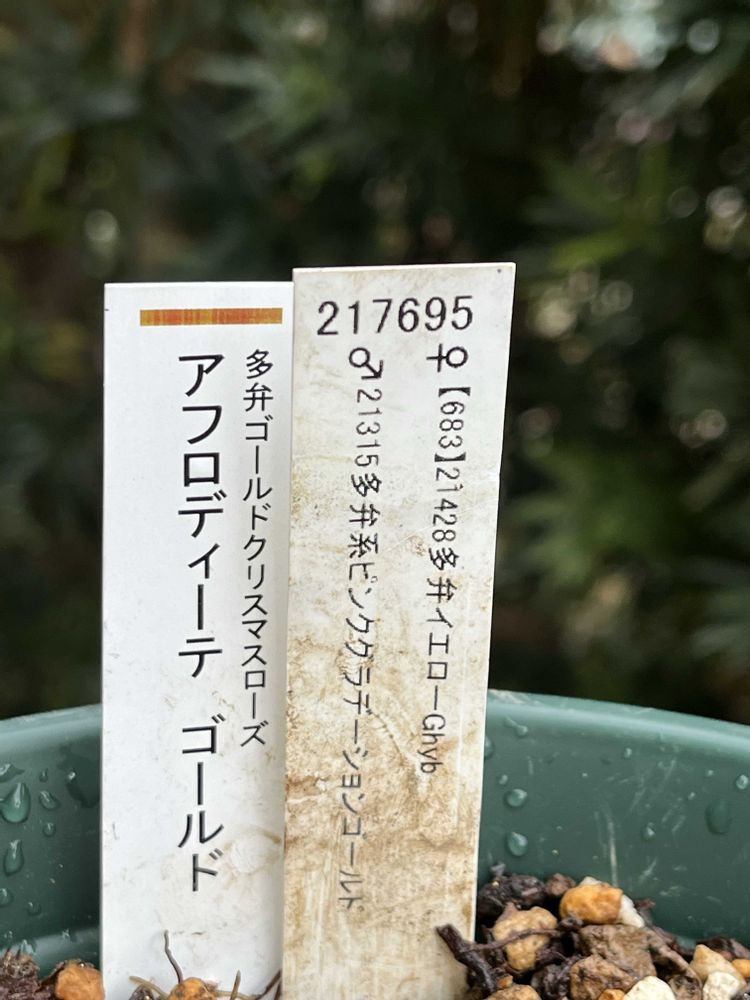 多弁ゴールドクリスマスローズ
アフロディーテ ゴールド
217695
♀【683】21428多弁イエローGhyb
♂21315多弁系ピンクグラデーションゴールド